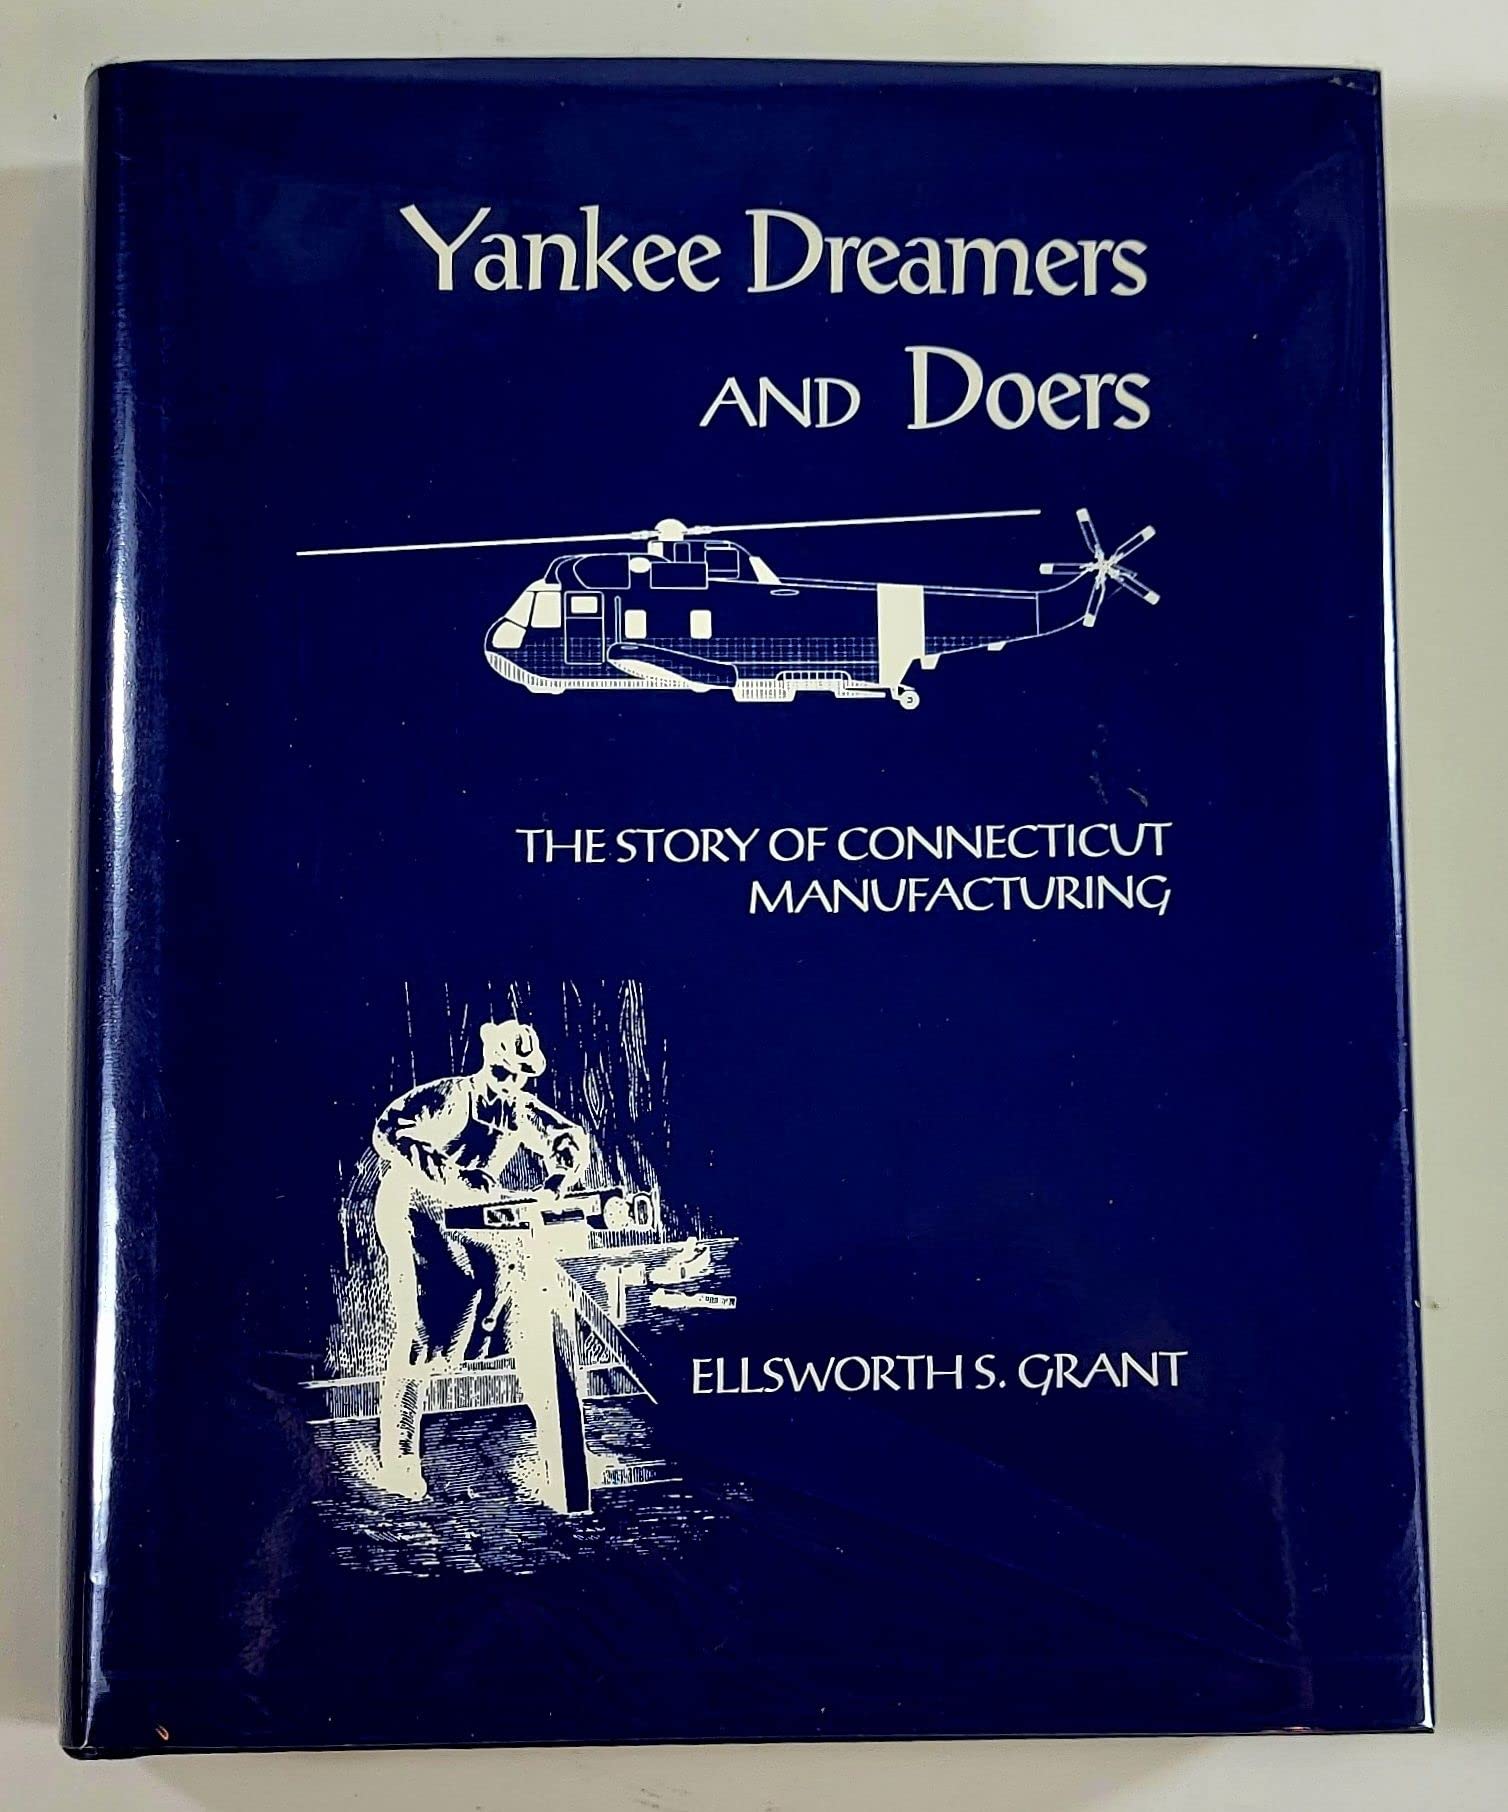 Yankee Dreamers
AND Doers
THE STORY OF CONNECTICUT
MANUFACTURING
ELLSWORTH S. GRANT